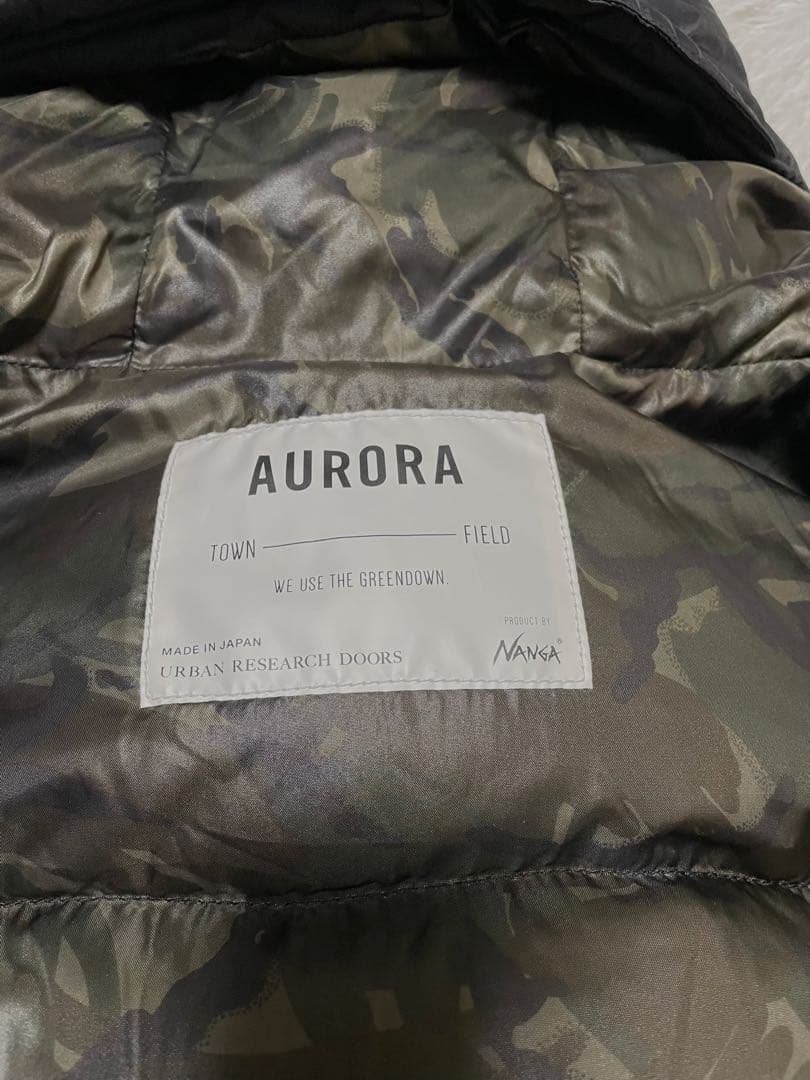 AURORA
TOWN FIELD
WE USE THE GREENDOWN.
PRODUCT BY
MADE IN JAPAN
URBAN RESEARCH DOORS
NANGA®